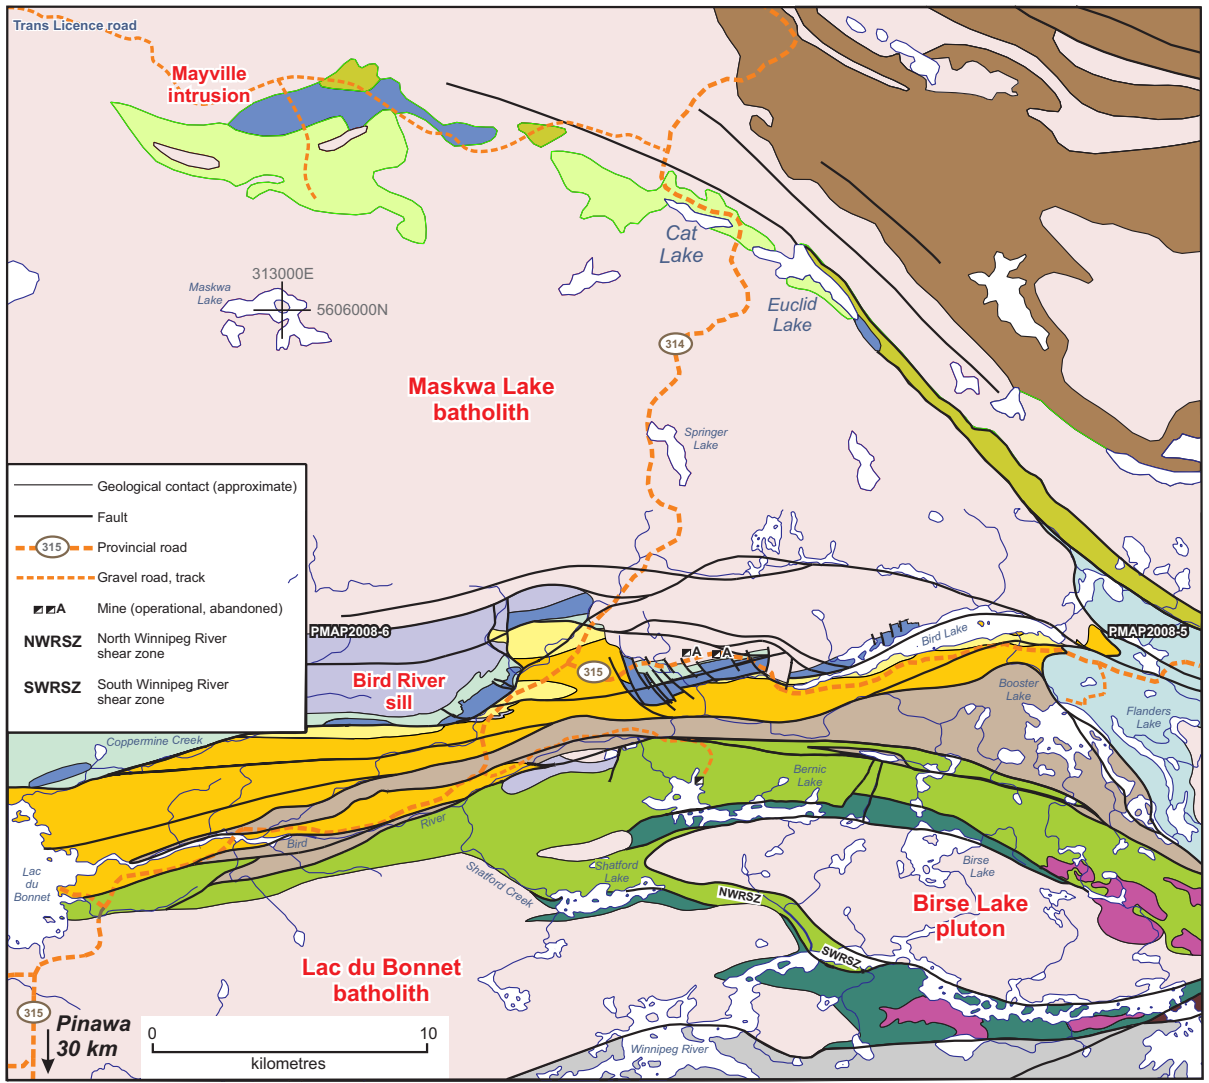 Trans Licence road
Mayville
intrusion
Cat
Lake
313000E
Maskwa
Lake
5606000N
Euclid
Lake
314
Maskwa Lake
batholith
Springer
Lake
Geological contact (approximate)
Fault
315
Provincial road
Gravel road, track
A
Mine (operational, abandoned)
NWRSZ
North Winnipeg River
shear zone
SWRSZ
South Winnipeg River
shear zone
PMAP2008-6
PMAP2008-5
Bird Lake
A
A
315
Bird River
sill
Booster
Lake
Flanders
Lake
Coppermine Creek
Bernic
Lake
River
Bird
Lac
du
Bonnet
Shatford Creek
Shatford
Lake
Birse
Lake
NWRSZ
Birse Lake
pluton
SWRSZ
Lac du Bonnet
batholith
315
Pinawa
30 km
0
10
kilometres
Winnipeg River